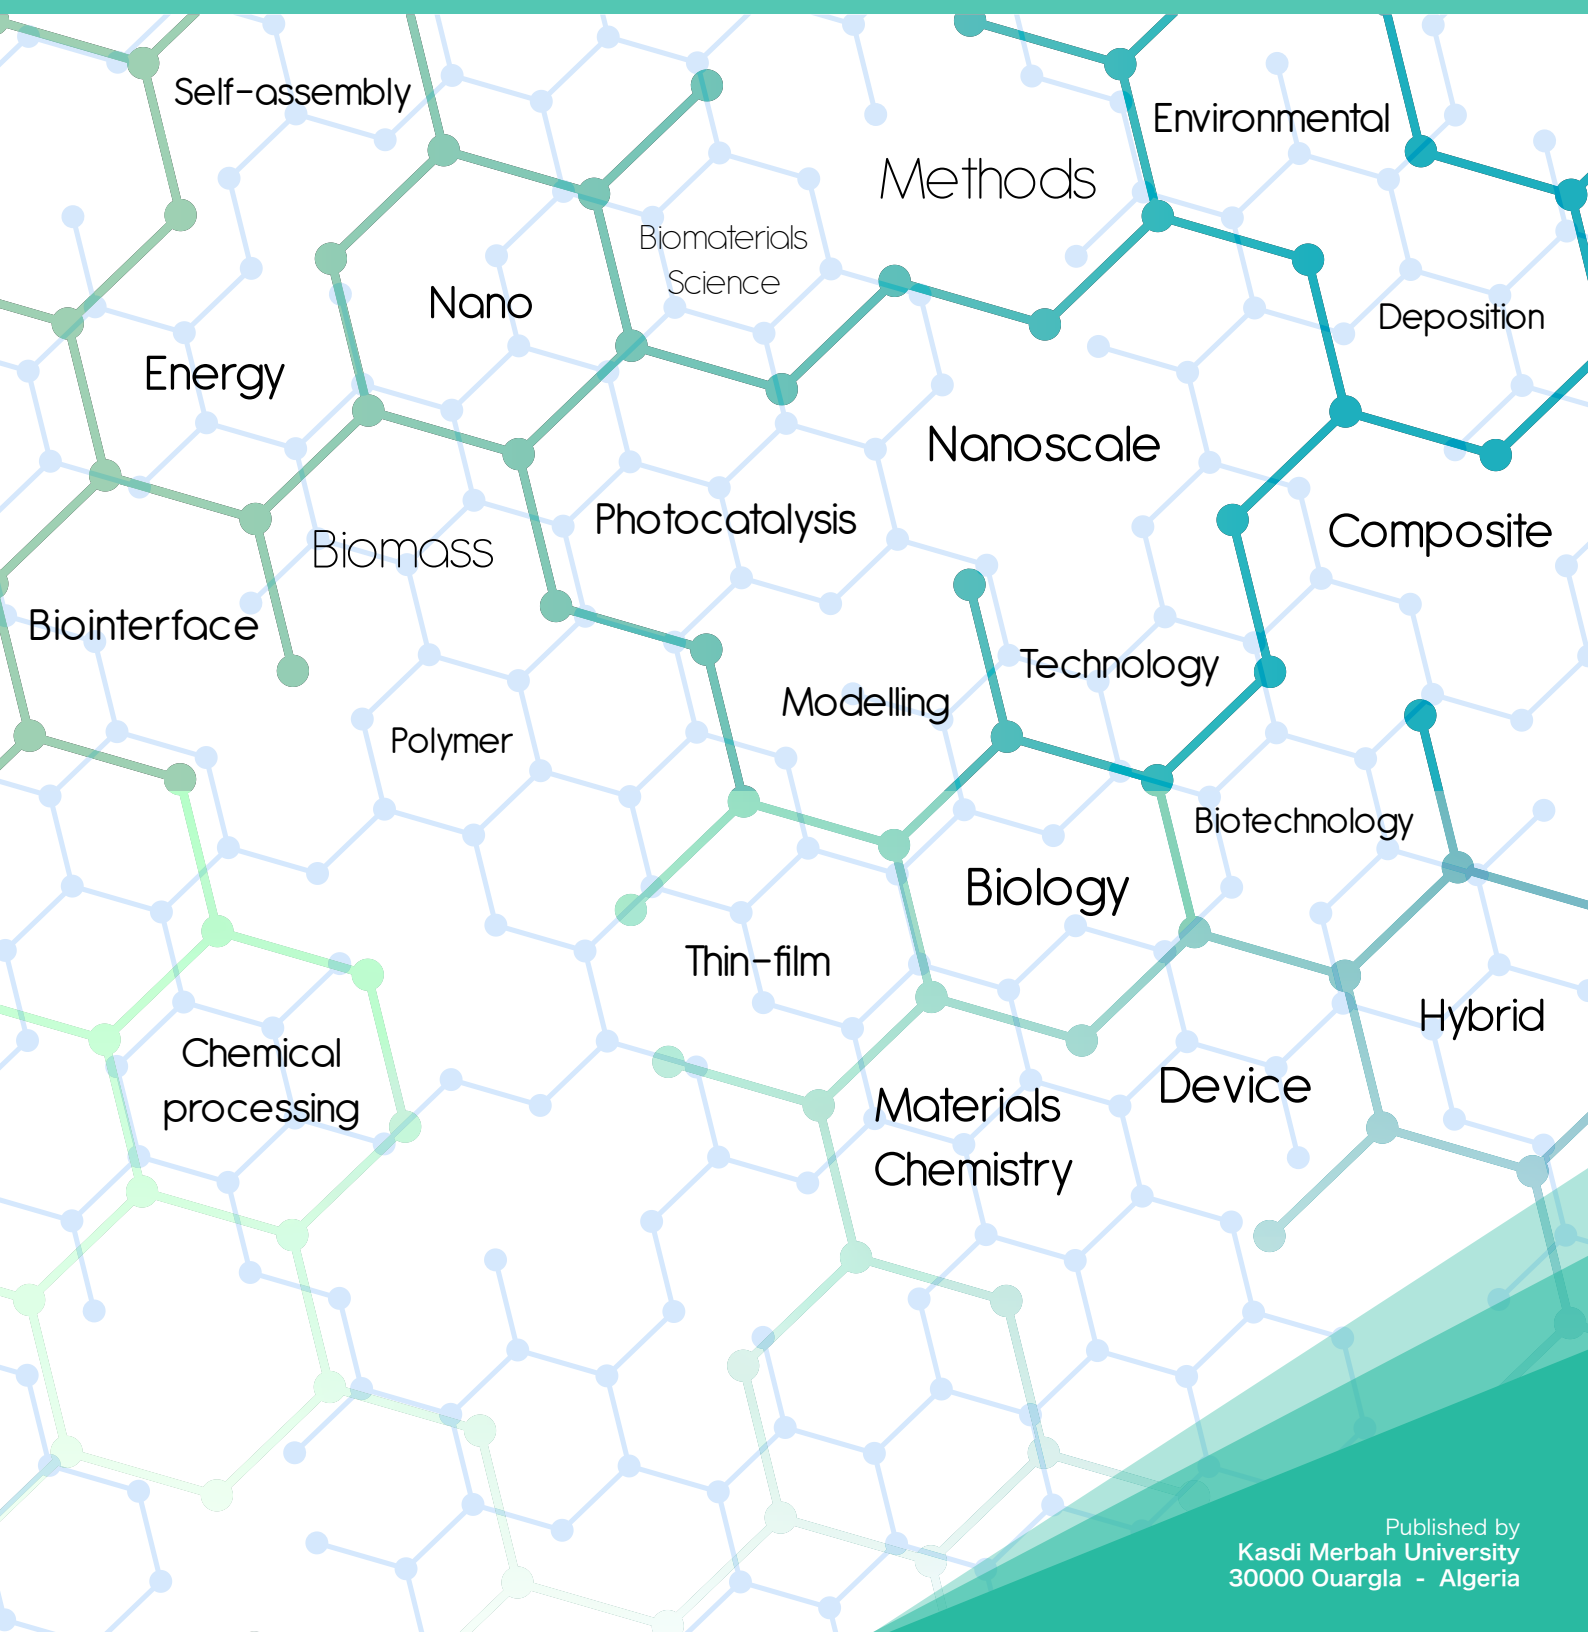 Self-assembly
Environmental
Methods
Biomaterials
Science
Nano
Deposition
Energy
Nanoscale
Photocatalysis
Composite
Biomass
Biointerface
Technology
Modelling
Polymer
Biotechnology
Biology
Thin-film
Hybrid
Chemical
processing
Device
Materials
Chemistry
Published by
Kasdi Merbah University
30000 Ouargla - Algeria